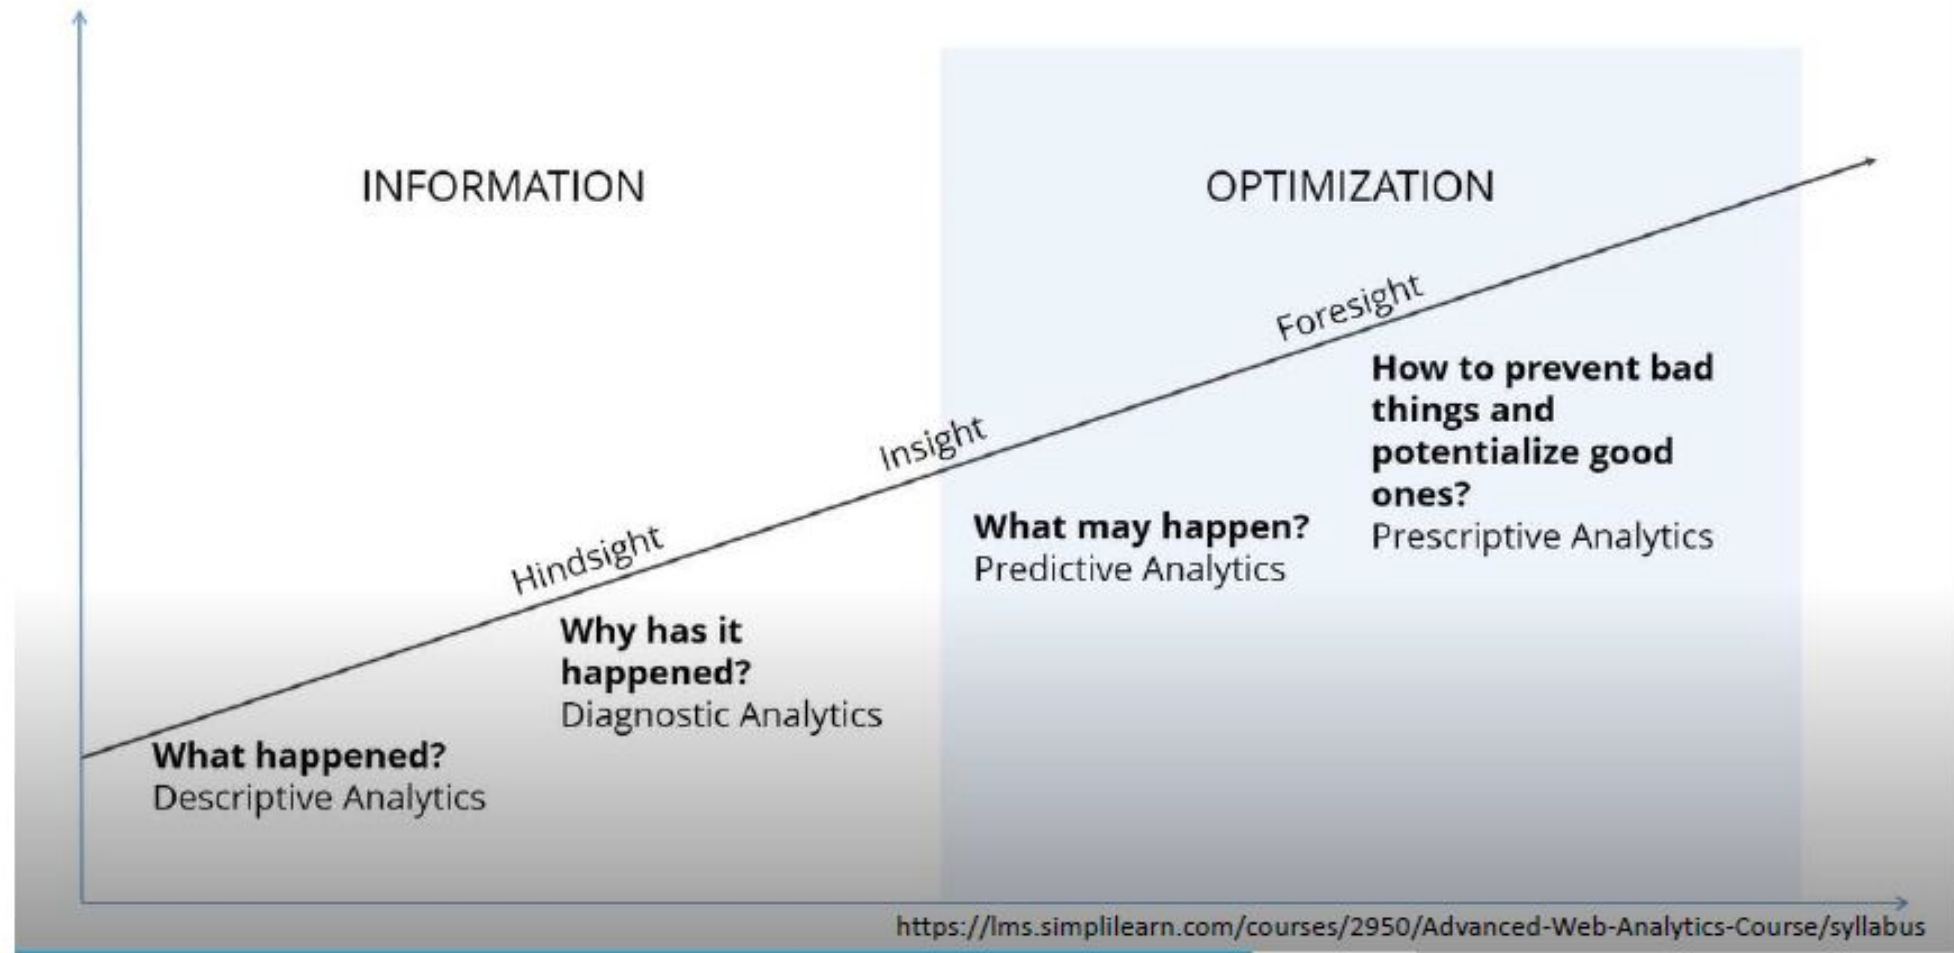 INFORMATION
OPTIMIZATION
Foresight
How to prevent bad
things and
potentialize good
ones?
Prescriptive Analytics
Insight
What may happen?
Predictive Analytics
Hindsight
Why has it
happened?
Diagnostic Analytics
What happened?
Descriptive Analytics
https://lms.simplilearn.com/courses/2950/Advanced-Web-Analytics-Course/syllabus